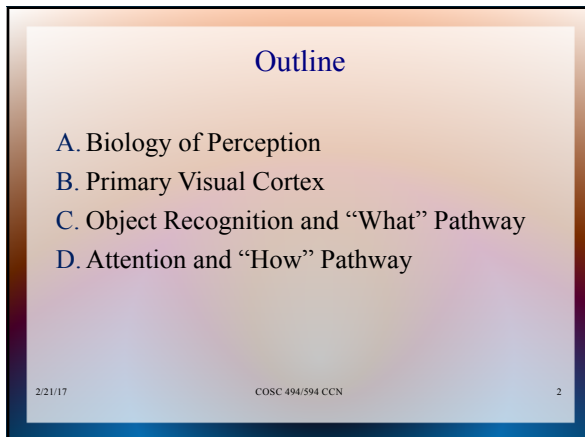 Outline
A. Biology of Perception
B. Primary Visual Cortex
C. Object Recognition and “What” Pathway
D. Attention and “How” Pathway
2/21/17 COSC 494/594 CCN 2